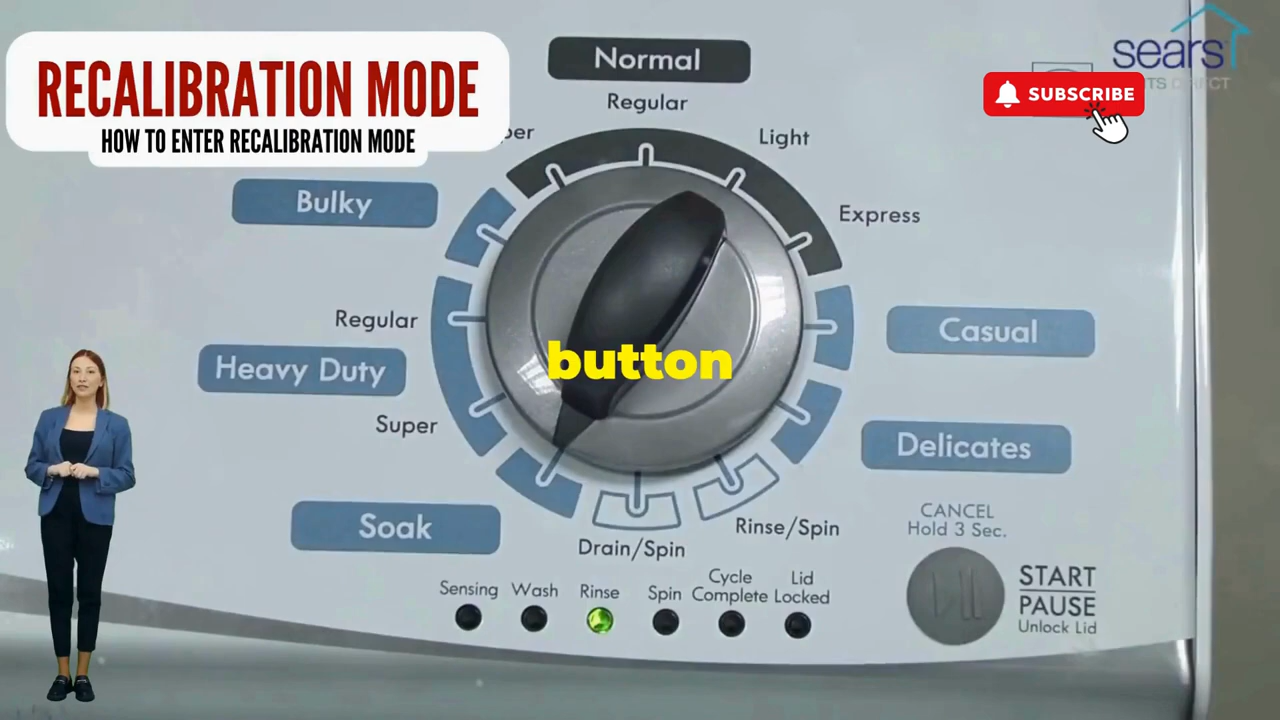 RECALIBRATION MODE
HOW TO ENTER RECALIBRATION MODE
sears
SUBSCRIBE
Normal
Regular
Light
Express
Bulky
Regular
Heavy Duty
Super
Casual
Delicates
button
Soak
Drain/Spin
Rinse/Spin
CANCEL
Hold 3 Sec.
START
PAUSE
Unlock Lid
Sensing
Wash
Rinse
Spin
Cycle
Complete
Lid
Locked